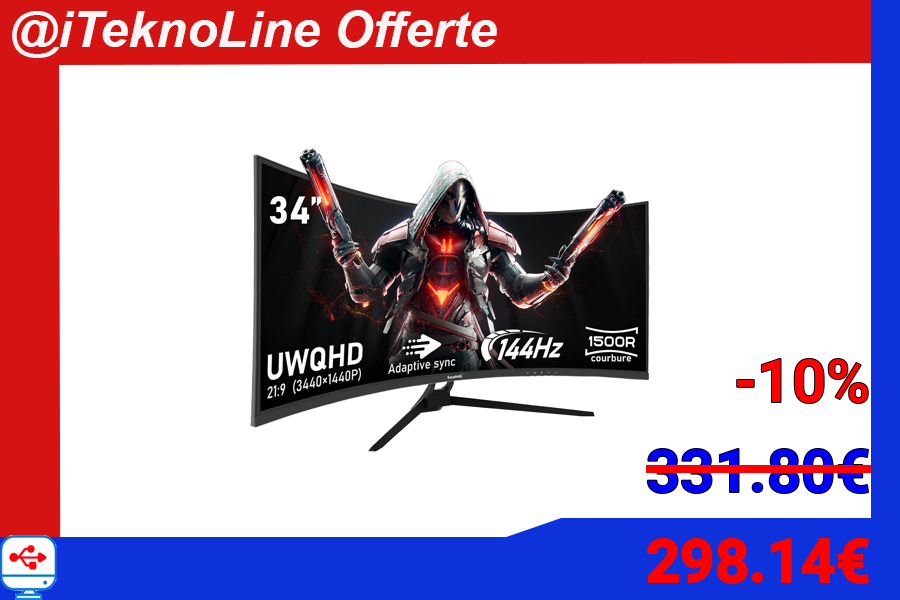 @iTeknoLine Offerte
34"
UWQHD
21:9 (3440×1440P)
Adaptive sync
144Hz
1500R
courbure
-10%
331.80€
298.14€